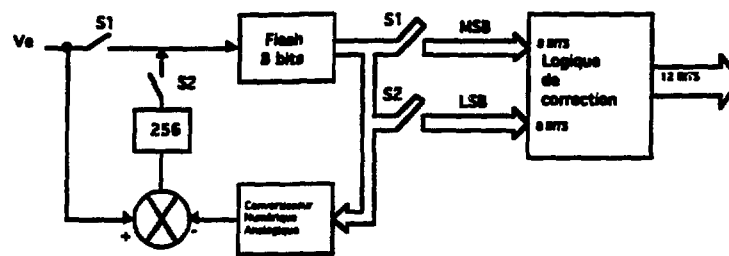 Ve
S1
S2
256
+
-
Flash
8 bits
Conversiteur
Numérique
Analogique
S1
S2
MSB
LSB
8 BITS
Logique
de
correction
8 BITS
12 BITS